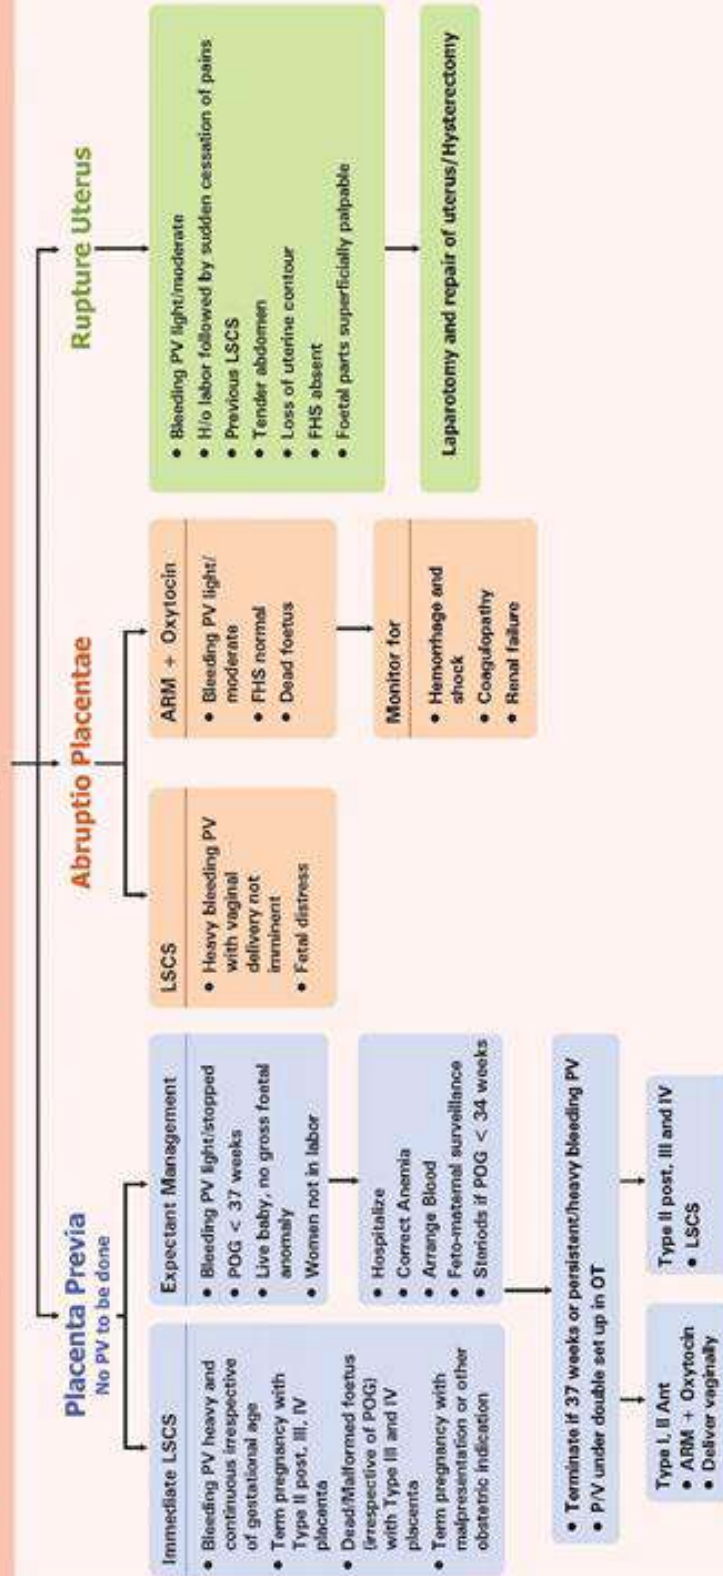 Placenta Previa
No PV to be done
Immediate LSCS
• Bleeding PV heavy and
continuous irrespective
of gestational age
• Term pregnancy with
Type II post, III, IV
placenta
• Dead/Malformed foetus
(irrespective of POG)
with Type III and IV
placenta
• Term pregnancy with
malpresentation or other
obstetric indication
Expectant Management
• Bleeding PV light/stopped
• POG < 37 weeks
• Live baby, no gross foetal
anomaly
• Women not in labor
• Hospitalize
• Correct Anemia
• Arrange Blood
• Feto-maternal surveillance
• Steriods if POG < 34 weeks
• Terminate if 37 weeks or persistent/heavy bleeding PV
• P/V under double set up in OT
Type I, II Ant
• ARM + Oxytocin
• Deliver vaginally
Type II post, III and IV
• LSCS
Abruptio Placentae
LSCS
• Heavy bleeding PV
with vaginal
delivery not
imminent
• Fetal distress
ARM + Oxytocin
• Bleeding PV light/
moderate
• FHS normal
• Dead foetus
Monitor for
• Hemorrhage and
shock
• Coagulopathy
• Renal failure
Rupture Uterus
• Bleeding PV light/moderate
• H/o labor followed by sudden cessation of pains
• Previous LSCS
• Tender abdomen
• Loss of uterine contour
• FHS absent
• Foetal parts superficially palpable
Laparotomy and repair of uterus/Hysterectomy